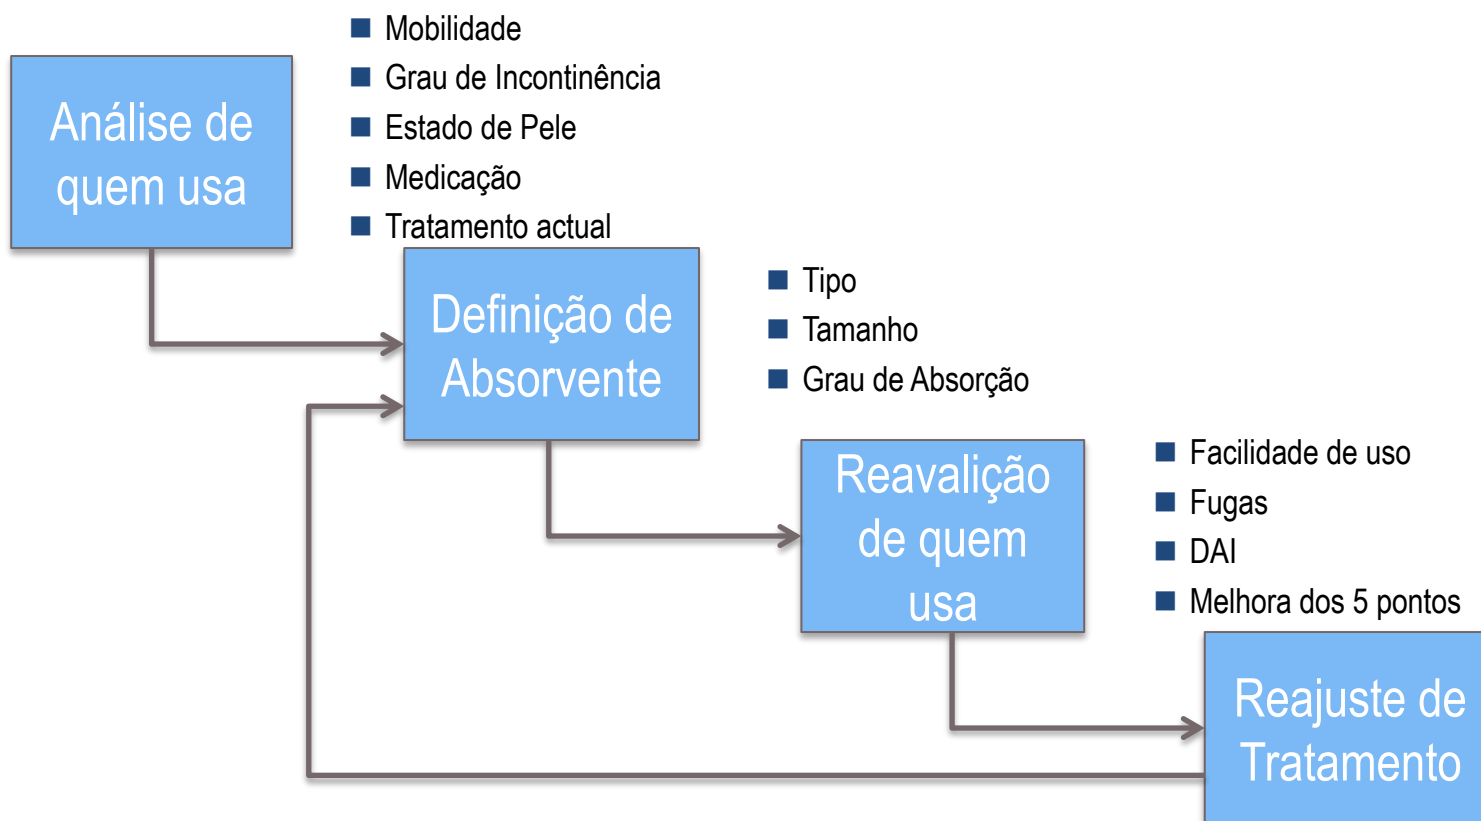 Análise de
quem usa
Mobilidade
Grau de Incontinência
Estado de Pele
Medicação
Tratamento actual
Definição de
Absorvente
Tipo
Tamanho
Grau de Absorção
Reavalição
de quem
usa
Facilidade de uso
Fugas
DAI
Melhora dos 5 pontos
Reajuste de
Tratamento